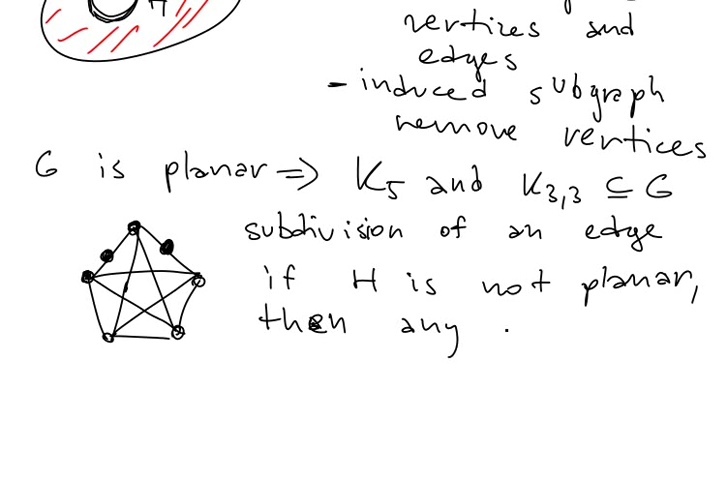 H
vertices and
edges
- induced subgraph
remove vertices
G is planar ⇒ K5 and K3,3 ⊆ G
subdivision of an edge
if H is not planar,
then any .